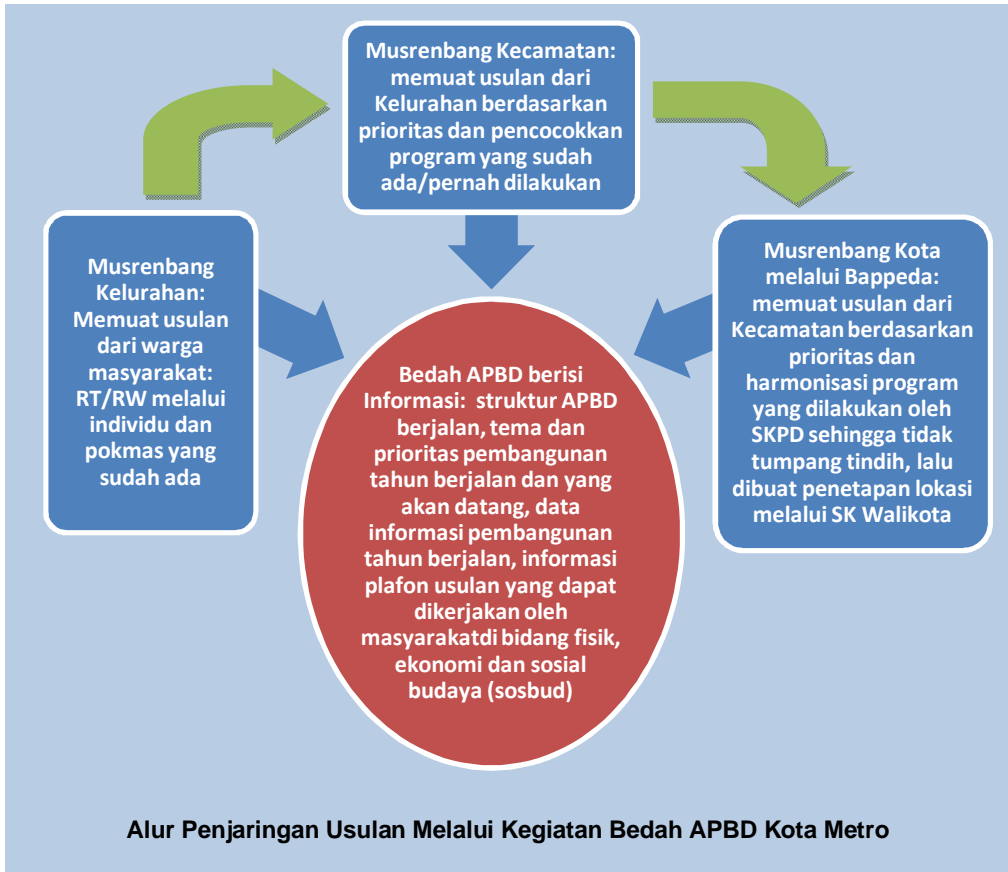 Musrenbang Kecamatan:
memuat usulan dari
Kelurahan berdasarkan
prioritas dan pencocokkan
program yang sudah
ada/pernah dilakukan
Musrenbang
Kelurahan:
Memuat usulan
dari warga
masyarakat:
RT/RW melalui
individu dan
pokmas yang
sudah ada
Musrenbang Kota
melalui Bappeda:
memuat usulan dari
Kecamatan berdasarkan
prioritas dan
harmonisasi program
yang dilakukan oleh
SKPD sehingga tidak
tumpang tindih, lalu
dibuat penetapan lokasi
melalui SK Walikota
Bedah APBD berisi
Informasi: struktur APBD
berjalan, tema dan
prioritas pembangunan
tahun berjalan dan yang
akan datang, data
informasi pembangunan
tahun berjalan, informasi
plafon usulan yang dapat
dikerjakan oleh
masyarakatdi bidang fisik,
ekonomi dan sosial
budaya (sosbud)
Alur Penjaringan Usulan Melalui Kegiatan Bedah APBD Kota Metro